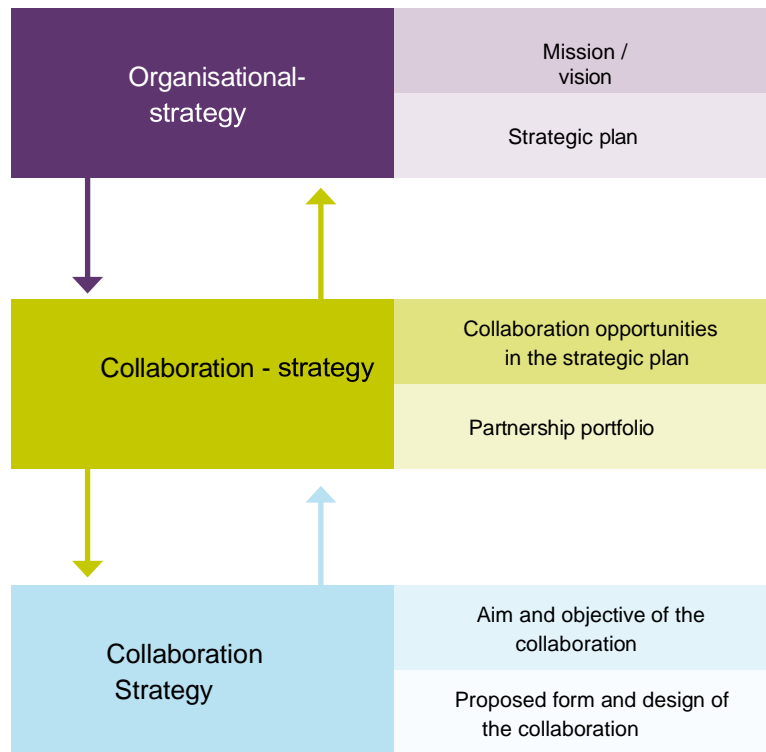 Organisational-
strategy
Mission /
vision
Strategic plan
Collaboration - strategy
Collaboration opportunities
in the strategic plan
Partnership portfolio
Collaboration
Strategy
Aim and objective of the
collaboration
Proposed form and design of
the collaboration